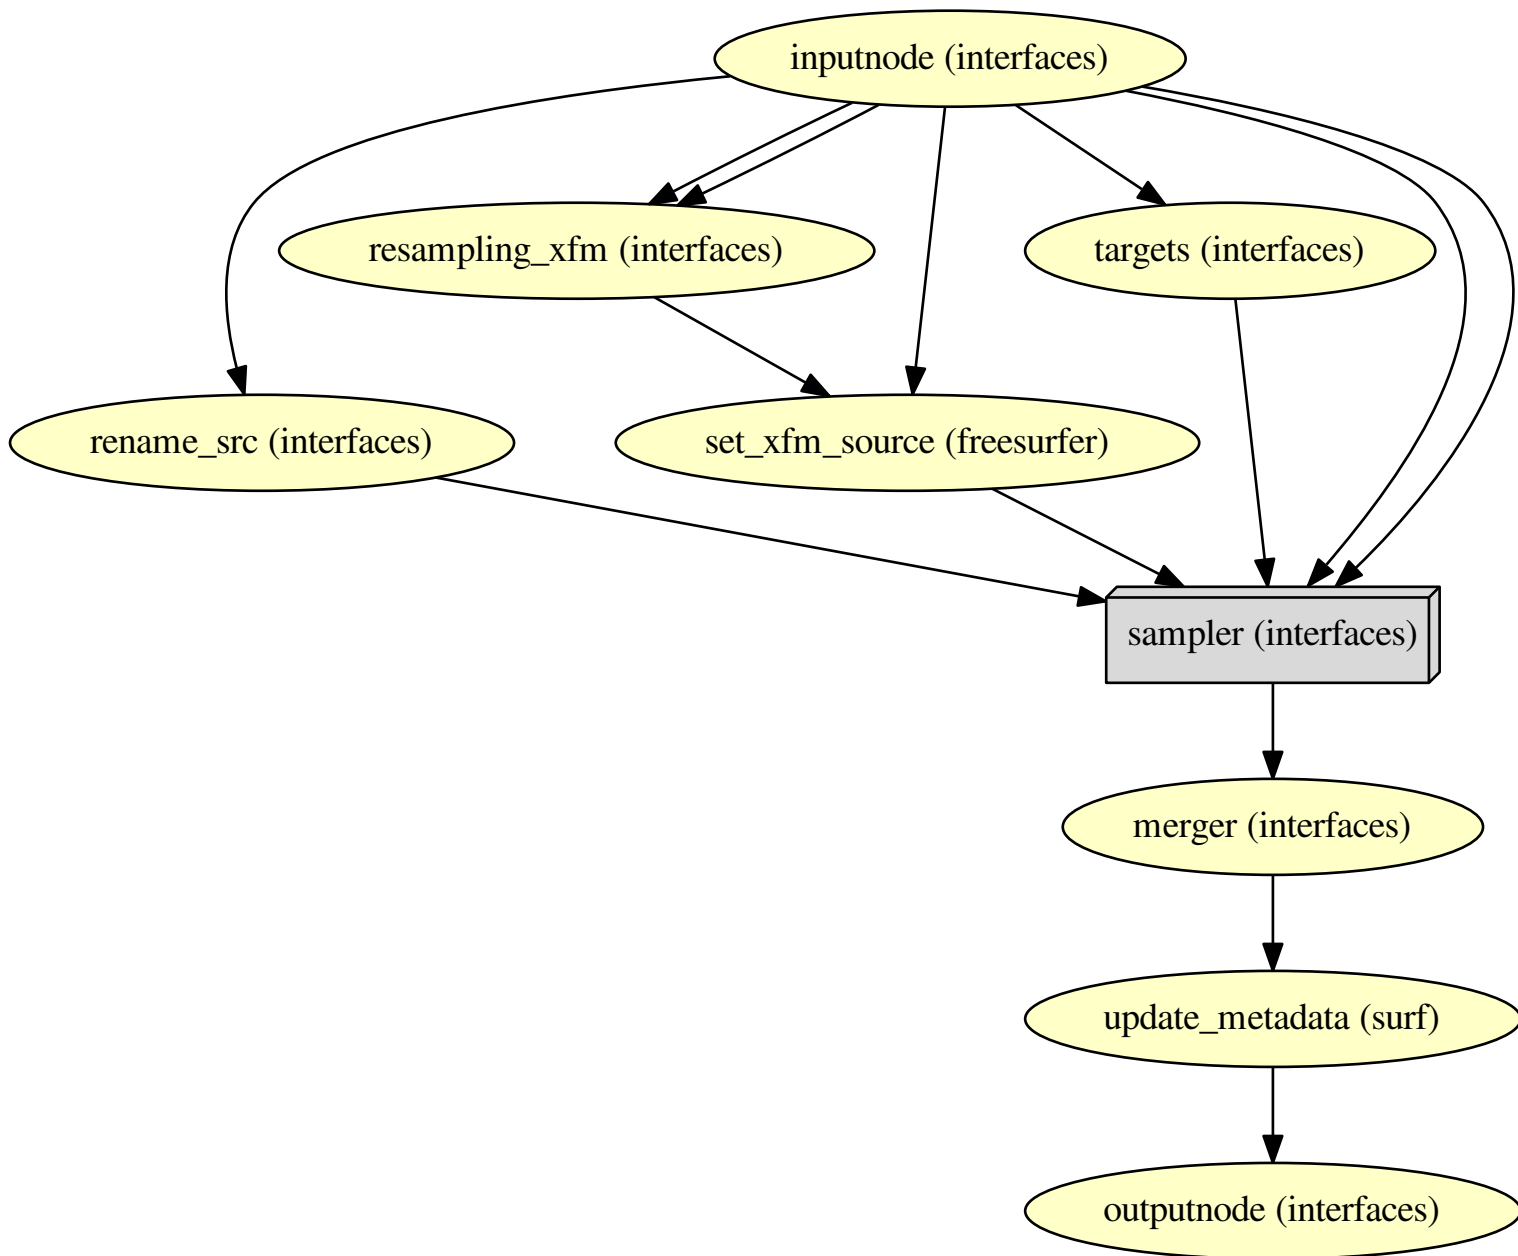 inputnode (interfaces)
resampling_xfm (interfaces)
targets (interfaces)
rename_src (interfaces)
set_xfm_source (freesurfer)
sampler (interfaces)
merger (interfaces)
update_metadata (surf)
outputnode (interfaces)